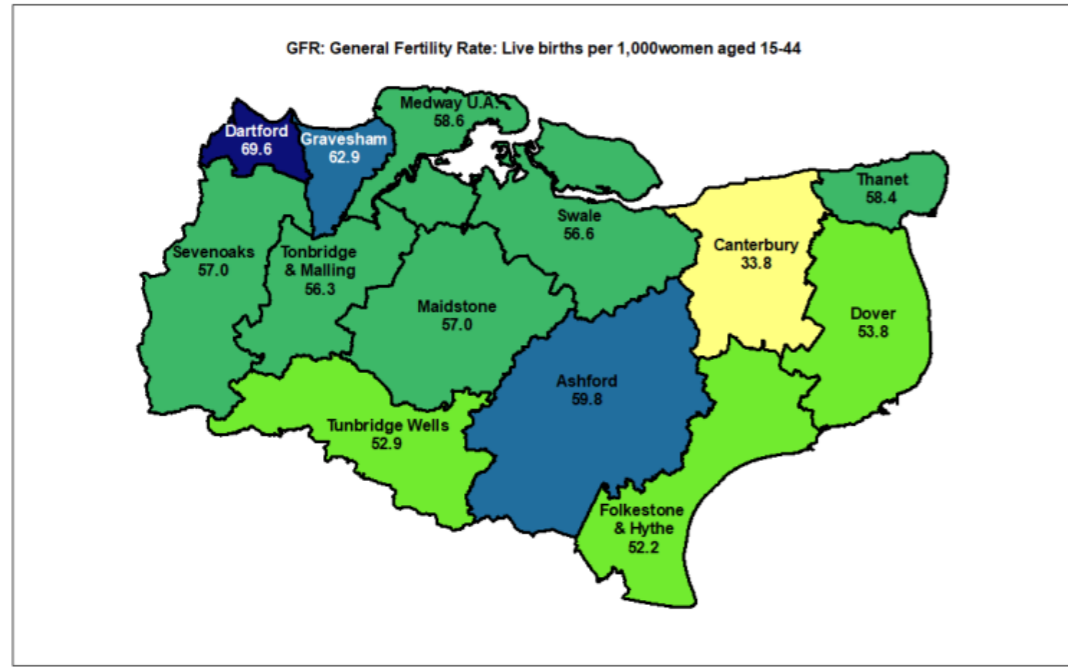 GFR: General Fertility Rate: Live births per 1,000women aged 15-44
Medway U.A.
58.6
Dartford
69.6
Gravesham
62.9
Thanet
58.4
Swale
56.6
Canterbury
33.8
Sevenoaks
57.0
Tonbridge
& Malling
56.3
Maidstone
57.0
Dover
53.8
Ashford
59.8
Tunbridge Wells
52.9
Folkestone
& Hythe
52.2